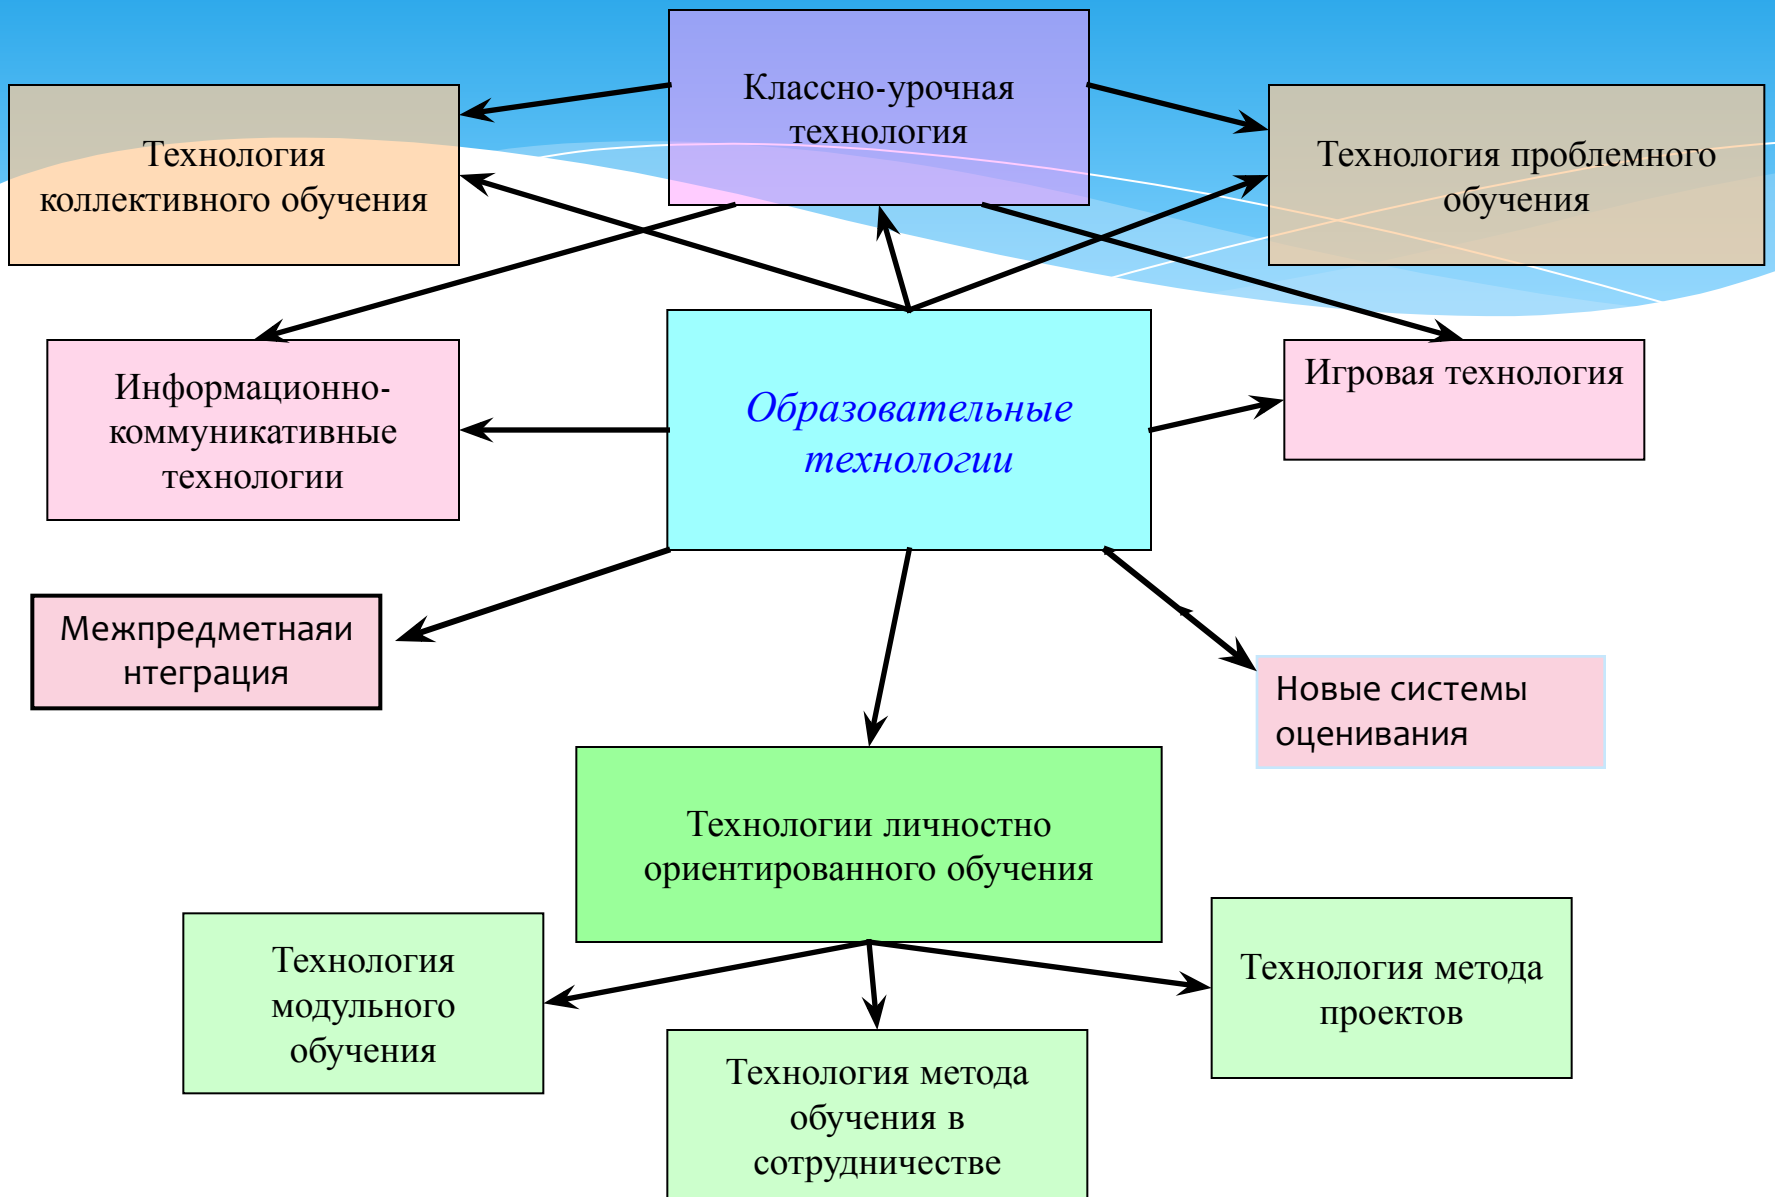 Классно-урочная
технология
Технология
коллективного обучения
Технология проблемного
обучения
Информационно-
коммуникативные
технологии
Образовательные
технологии
Игровая технология
Межпредметнаяи
нтеграция
Новые системы
оценивания
Технологии личностно
ориентированного обучения
Технология
модульного
обучения
Технология метода
обучения в
сотрудничестве
Технология метода
проектов